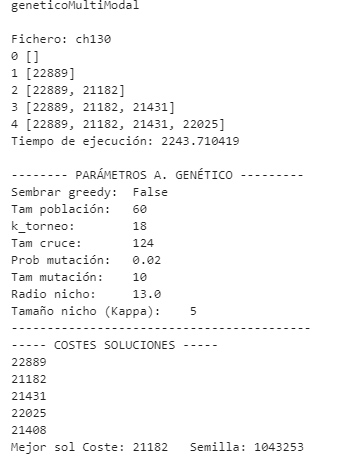 geneticoMultiModal
Fichero: ch130
0 []
1 [22889]
2 [22889, 21182]
3 [22889, 21182, 21431]
4 [22889, 21182, 21431, 22025]
Tiempo de ejecución: 2243.710419
-------- PARÁMETROS A. GENÉTICO ---------
Sembrar greedy: False
Tam población: 60
k_torneo: 18
Tam cruce: 124
Prob mutación: 0.02
Tam mutación: 10
Radio nicho: 13.0
Tamaño nicho (Kappa): 5
------------------------------------------
----- COSTES SOLUCIONES -----
22889
21182
21431
22025
21408
Mejor sol Coste: 21182 Semilla: 1043253